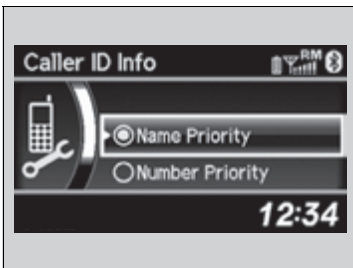 Caller ID Info
RM
Name Priority
Number Priority
12:34